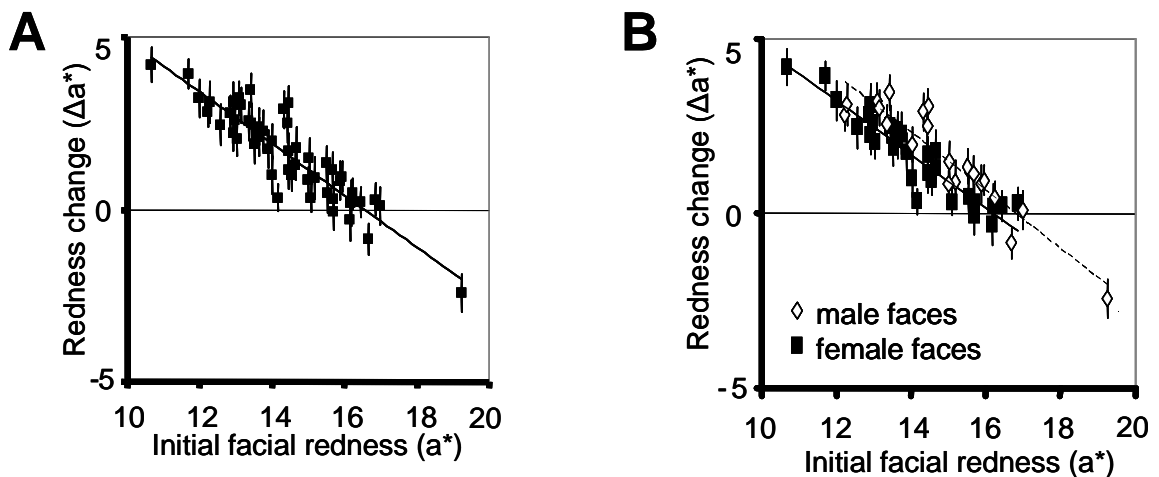 A
Redness change (Δa*)
5
0
-5
10 12 14 16 18 20
Initial facial redness (a*)
B
Redness change (Δa*)
5
0
-5
male faces
female faces
10 12 14 16 18 20
Initial facial redness (a*)